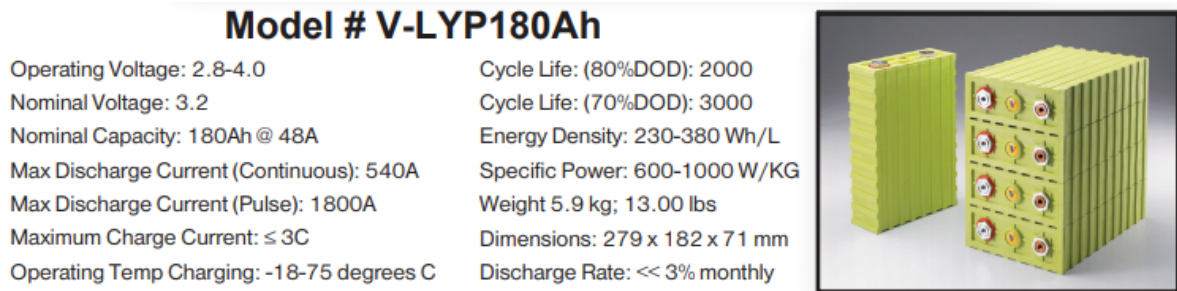 Model # V-LYP180Ah
Operating Voltage: 2.8-4.0
Nominal Voltage: 3.2
Nominal Capacity: 180Ah @ 48A
Max Discharge Current (Continuous): 540A
Max Discharge Current (Pulse): 1800A
Maximum Charge Current: ≤ 3C
Operating Temp Charging: -18-75 degrees C
Cycle Life: (80%DOD): 2000
Cycle Life: (70%DOD): 3000
Energy Density: 230-380 Wh/L
Specific Power: 600-1000 W/KG
Weight 5.9 kg; 13.00 lbs
Dimensions: 279 x 182 x 71 mm
Discharge Rate: << 3% monthly